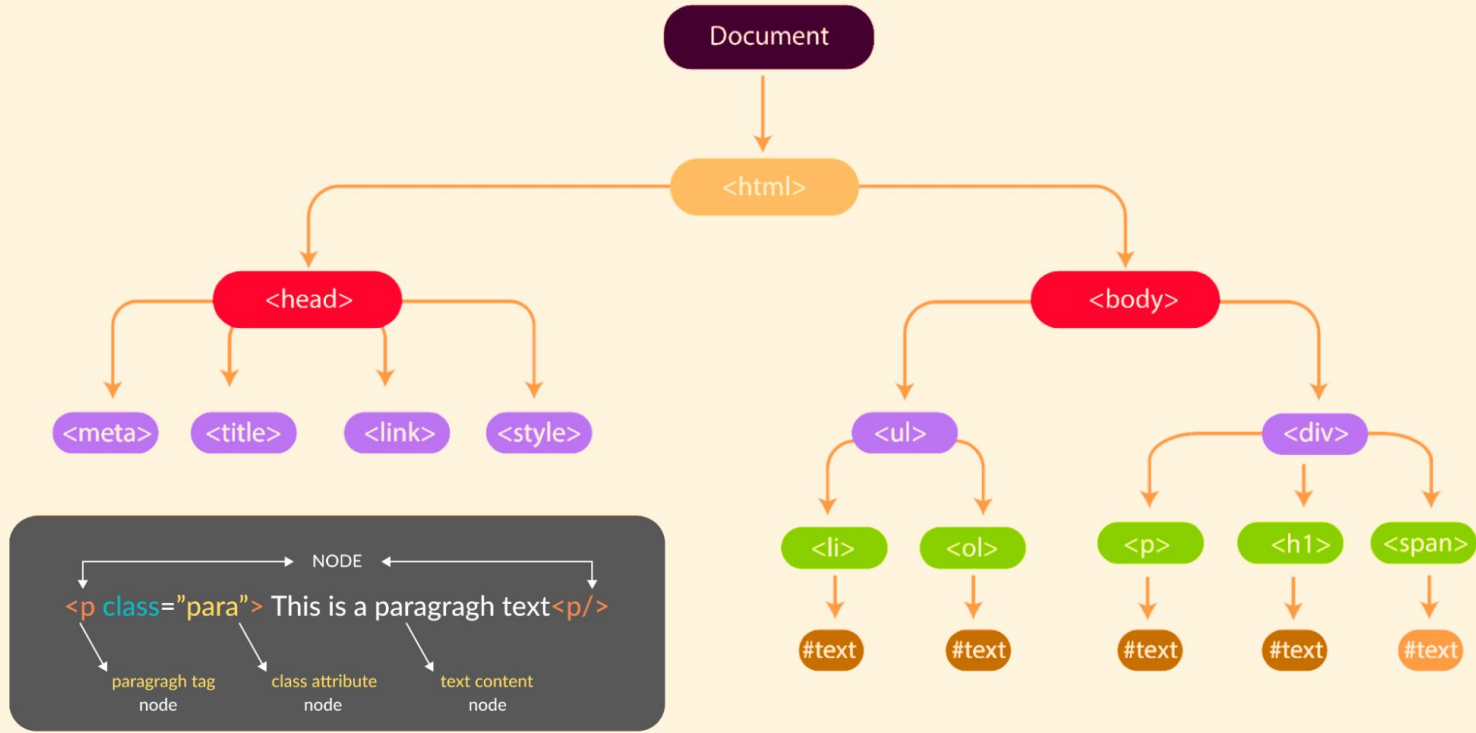 Document
<html>
<head>
<body>
<meta>
<title>
<link>
<style>
<ul>
<div>
<li>
<ol>
<p>
<h1>
<span>
#text
#text
#text
#text
#text
NODE
<p class=”para”> This is a paragragh text<p/>
paragragh tag
node
class attribute
node
text content
node